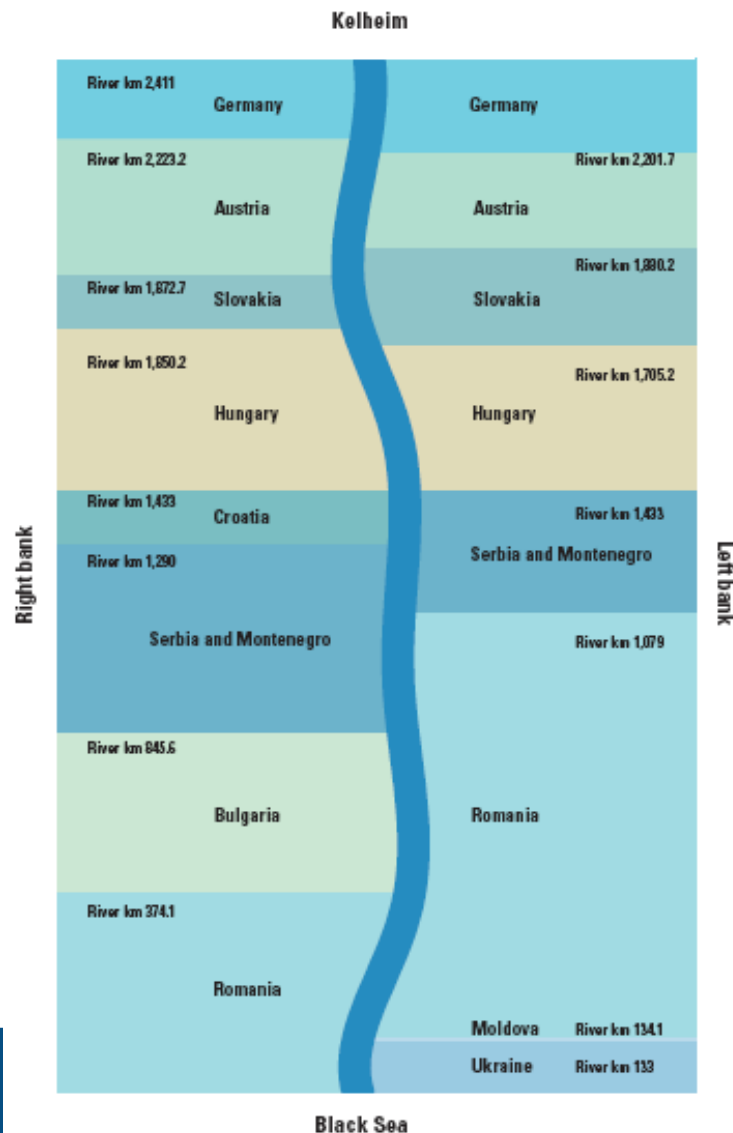 Kelheim
River km 2,411
Germany
Germany
River km 2,223.2
River km 2,201.7
Austria
Austria
River km 1,880.2
River km 1,872.7
Slovakia
Slovakia
River km 1,850.2
River km 1,705.2
Hungary
Hungary
River km 1,433
Croatia
River km 1,433
Right bank
Left bank
River km 1,290
Serbia and Montenegro
Serbia and Montenegro
River km 1,079
River km 845.6
Bulgaria
Romania
River km 374.1
Romania
Moldova River km 134.1
Ukraine River km 133
Black Sea